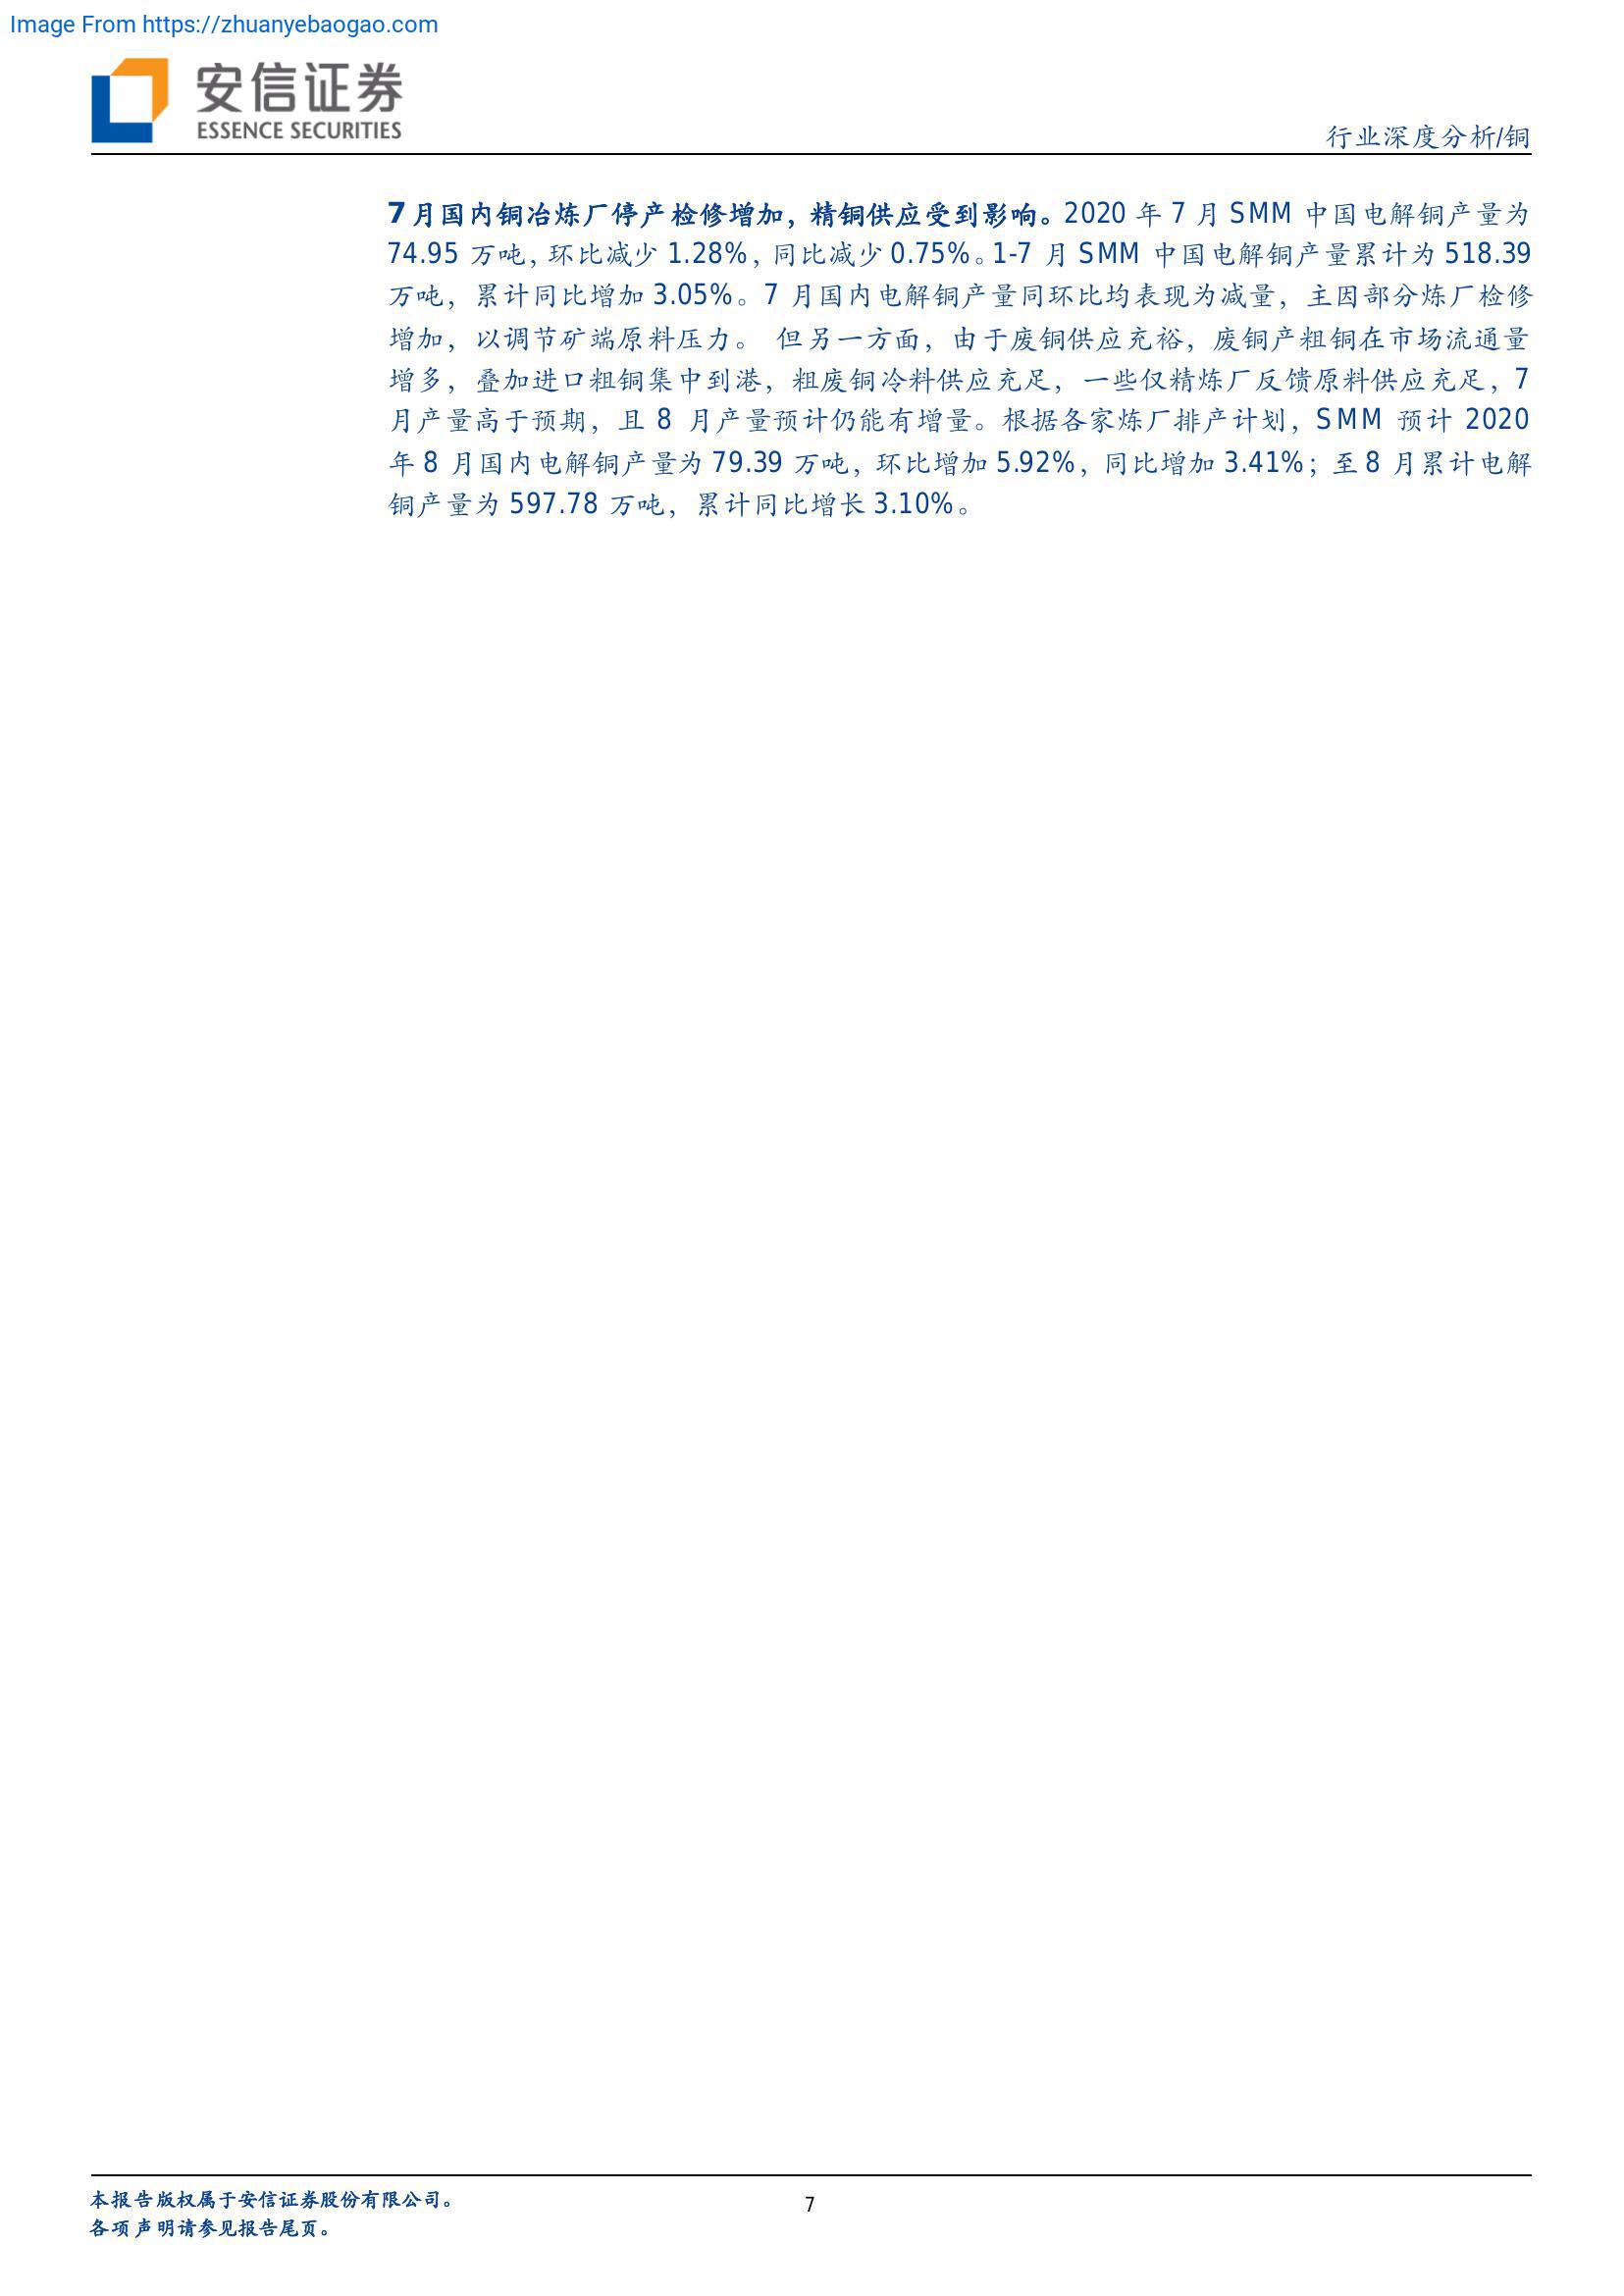 Image From https://zhuanyebaogao.com
安信证券
ESSENCE SECURITIES
行业深度分析/铜
7月国内铜冶炼厂停产检修增加，精铜供应受到影响。2020 年 7 月 SMM 中国电解铜产量为
74.95 万吨，环比减少 1.28%，同比减少 0.75%。1-7 月 SMM 中国电解铜产量累计为 518.39
万吨，累计同比增加 3.05%。7 月国内电解铜产量同环比均表现为减量，主因部分炼厂检修
增加，以调节矿端原料压力。 但另一方面，由于废铜供应充裕，废铜产粗铜在市场流通量
增多，叠加进口粗铜集中到港，粗废铜冷料供应充足，一些仅精炼厂反馈原料供应充足，7
月产量高于预期，且 8 月产量预计仍能有增量。根据各家炼厂排产计划，SMM 预计 2020
年 8 月国内电解铜产量为 79.39 万吨，环比增加 5.92%，同比增加 3.41%；至 8 月累计电解
铜产量为 597.78 万吨，累计同比增长 3.10%。
本报告版权属于安信证券股份有限公司。
各项声明请参见报告尾页。
7